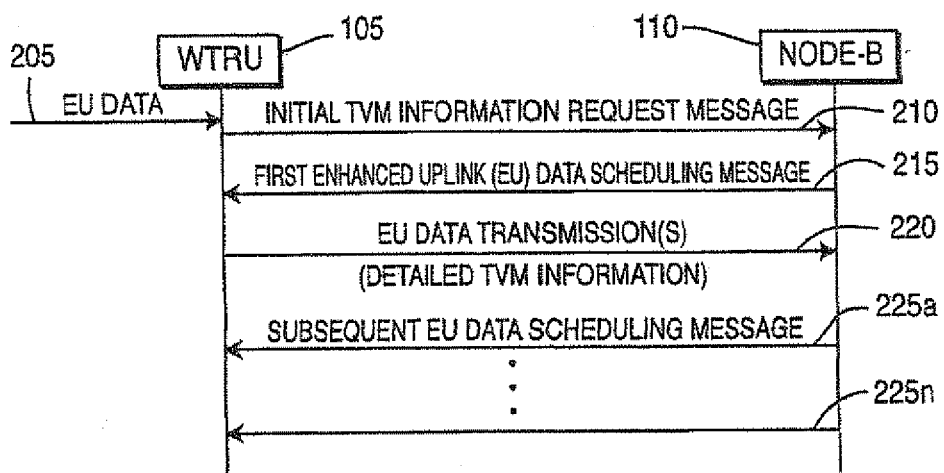 105
110
WTRU
NODE-B
205
EU DATA
INITIAL TVM INFORMATION REQUEST MESSAGE
210
FIRST ENHANCED UPLINK (EU) DATA SCHEDULING MESSAGE
215
EU DATA TRANSMISSION(S)
220
(DETAILED TVM INFORMATION)
225a
SUBSEQUENT EU DATA SCHEDULING MESSAGE
225n